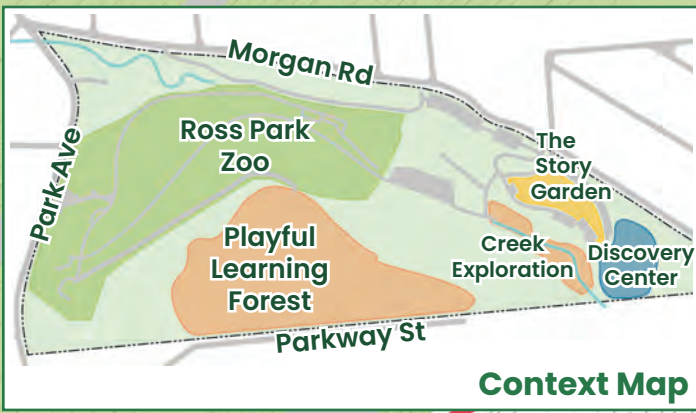 Morgan Rd
Ross Park
Zoo
Park Ave
The
Story
Garden
Playful
Learning
Forest
Creek
Exploration
Discovery
Center
Parkway St
Context Map